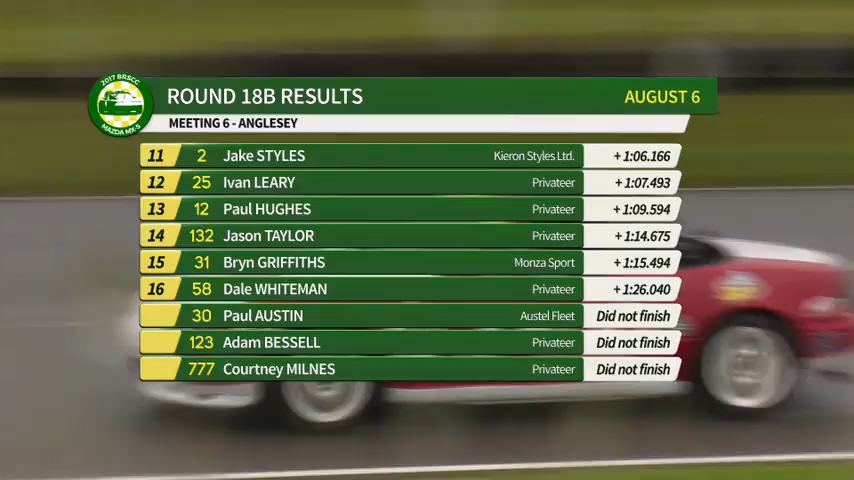 2017 BRSCC
MAZDA MX-5
ROUND 18B RESULTS AUGUST 6
MEETING 6 - ANGLESEY
11 2 Jake STYLES Kieron Styles Ltd. + 1:06.166
12 25 Ivan LEARY Privateer + 1:07.493
13 12 Paul HUGHES Privateer + 1:09.594
14 132 Jason TAYLOR Privateer + 1:14.675
15 31 Bryn GRIFFITHS Monza Sport + 1:15.494
16 58 Dale WHITEMAN Privateer + 1:26.040
30 Paul AUSTIN Austel Fleet Did not finish
123 Adam BESSELL Privateer Did not finish
777 Courtney MILNES Privateer Did not finish